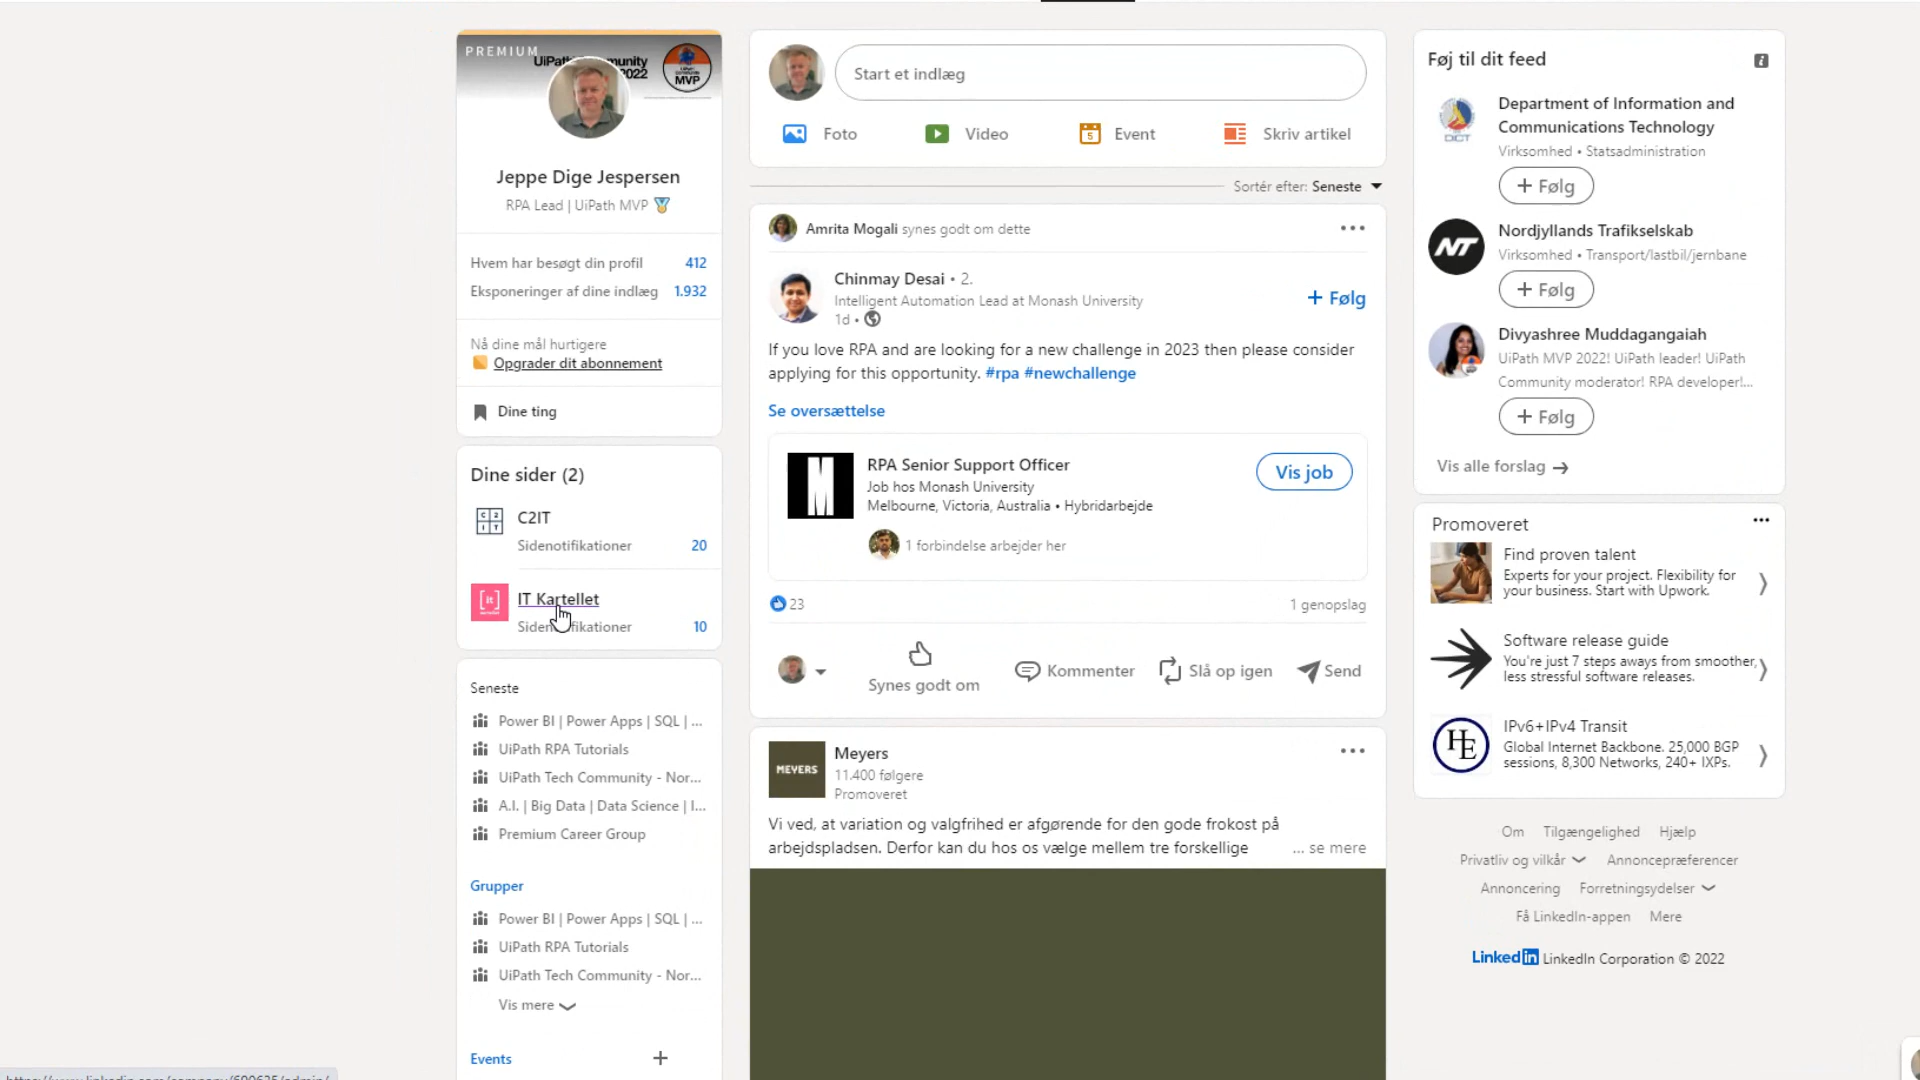 PREMIUM
UiPath Community
2022
UiPath
MVP
Jeppe Dige Jespersen
RPA Lead | UiPath MVP 🏅
Hvem har besøgt din profil 412
Eksponeringer af dine indlæg 1.932
Nå dine mål hurtigere
Opgrader dit abonnement
Dine ting
Dine sider (2)
C2IT
C2IT
Sidenotifikationer 20
[it]
IT Kartellet
Sidenotifikationer 10
Seneste
Power BI | Power Apps | SQL | ...
UiPath RPA Tutorials
UiPath Tech Community - Nor...
A.I. | Big Data | Data Science | I...
Premium Career Group
Grupper
Power BI | Power Apps | SQL | ...
UiPath RPA Tutorials
UiPath Tech Community - Nor...
Vis mere
Events +
Start et indlæg
Foto Video 5 Event Skriv artikel
Sortér efter: Seneste
Amrita Mogali synes godt om dette
Chinmay Desai • 2.
Intelligent Automation Lead at Monash University
1d •
+ Følg
If you love RPA and are looking for a new challenge in 2023 then please consider
applying for this opportunity. #rpa #newchallenge
Se oversættelse
M
RPA Senior Support Officer
Job hos Monash University
Melbourne, Victoria, Australia • Hybridarbejde
Vis job
1 forbindelse arbejder her
23 1 genopslag
Synes godt om
Kommenter
Slå op igen
Send
MEYERS
Meyers
11.400 følgere
Promoveret
Vi ved, at variation og valgfrihed er afgørende for den gode frokost på
arbejdspladsen. Derfor kan du hos os vælge mellem tre forskellige ... se mere
Føj til dit feed
DICT
Department of Information and
Communications Technology
Virksomhed • Statsadministration
+ Følg
NT
Nordjyllands Trafikselskab
Virksomhed • Transport/lastbil/jernbane
+ Følg
Divyashree Muddagangaiah
UiPath MVP 2022! UiPath leader! UiPath
Community moderator! RPA developer!...
+ Følg
Vis alle forslag →
Promoveret
Find proven talent
Experts for your project. Flexibility for
your business. Start with Upwork.
Software release guide
You're just 7 steps aways from smoother,
less stressful software releases.
HE
IPv6+IPv4 Transit
Global Internet Backbone. 25,000 BGP
sessions, 8,300 Networks, 240+ IXPs.
Om Tilgængelighed Hjælp
Privatliv og vilkår Annoncepræferencer
Annoncering Forretningsydelser
Få LinkedIn-appen Mere
LinkedIn LinkedIn Corporation © 2022